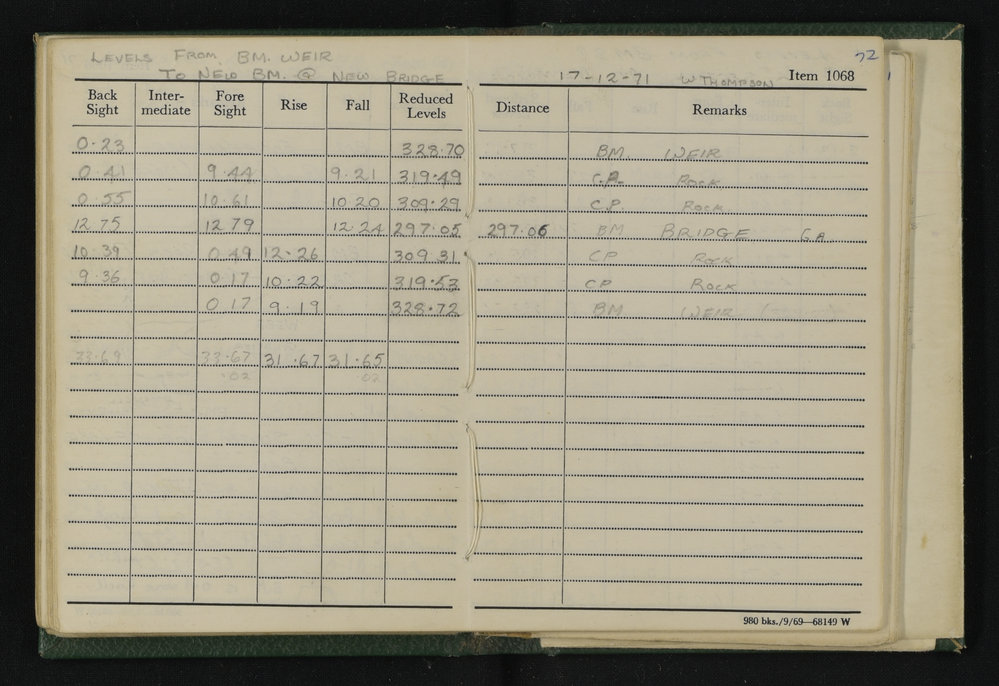 72
LEVELS FROM BM. WEIR
TO NEW BM. @ NEW BRIDGE 17-12-71 W THOMPSON Item 1068
Back Sight Inter-mediate Fore Sight Rise Fall Reduced Levels Distance Remarks
0.23 328.70 BM WEIR
0.41 9.44 9.21 319.49 C.P. ROCK
0.55 10.61 10 20 309.29 CP ROCK
12.75 12 79 12.24 297.05 297.06 BM BRIDGE G.A.
10.39 0.49 12.26 309.31 CP ROCK
9.36 0.17 10.22 319.53 CP ROCK
0.17 9.19 328.72 BM WEIR
33.69 33.67 31.67 31.65
.02 .02
980 bks./9/69—68149 W